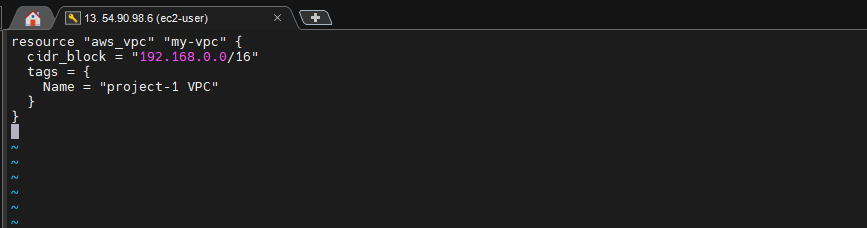 13. 54.90.98.6 (ec2-user)
resource "aws_vpc" "my-vpc" {
  cidr_block = "192.168.0.0/16"
  tags = {
    Name = "project-1 VPC"
  }
}
~
~
~
~
~
~